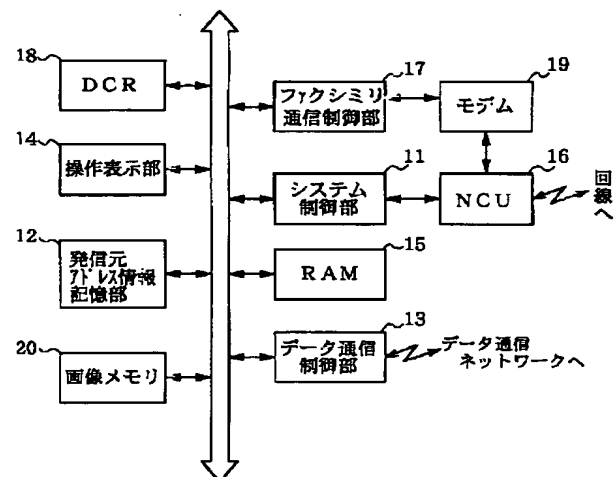 18
DCR
14
操作表示部
12
発信元
アドレス情報
記憶部
20
画像メモリ
17
ファクシミリ
通信制御部
19
モデム
11
システム
制御部
16
NCU
回線へ
15
RAM
13
データ通信
制御部
データ通信
ネットワークへ